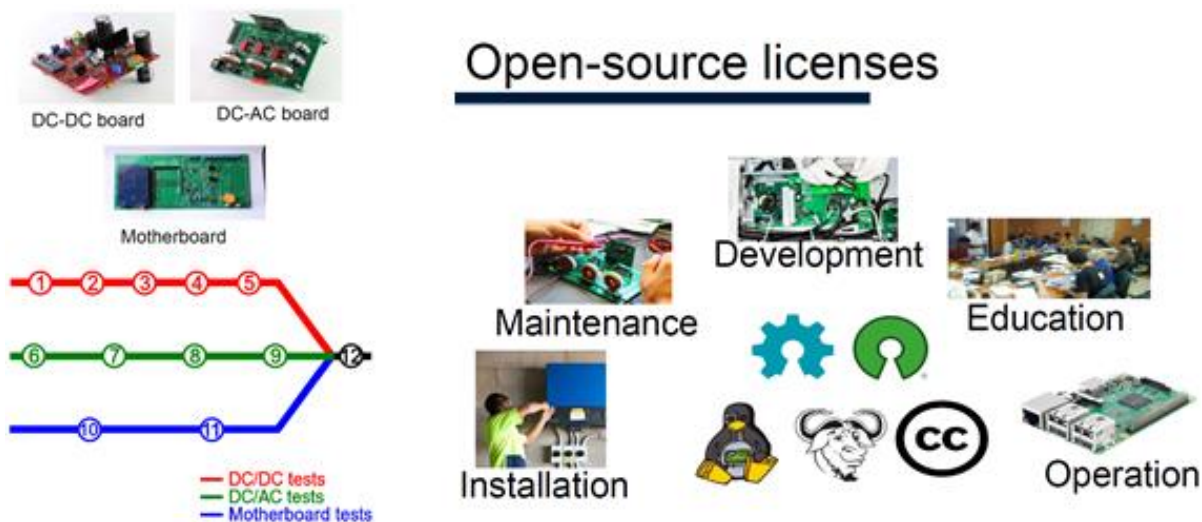 DC-DC board
DC-AC board
Motherboard
1 2 3 4 5
6 7 8 9 12
10 11
DC/DC tests
DC/AC tests
Motherboard tests
Open-source licenses
Development
Maintenance
Education
Installation
Operation
CC